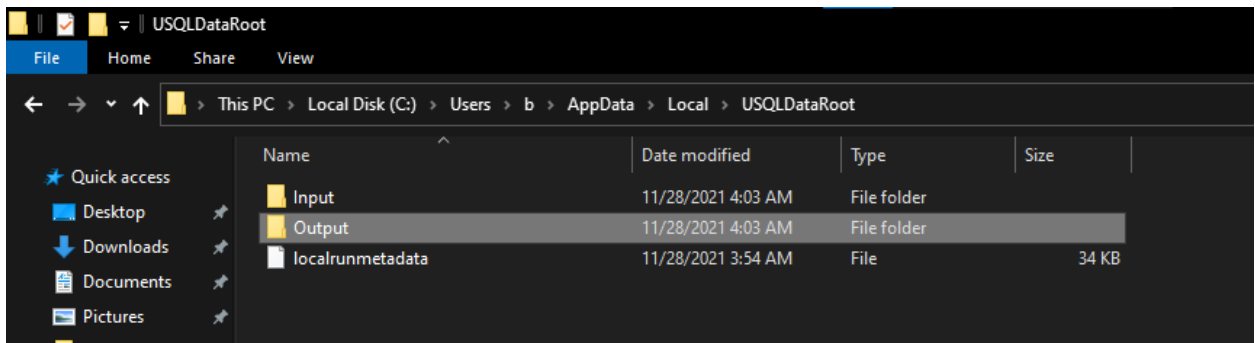 USQLDataRoot
File Home Share View
This PC > Local Disk (C:) > Users > b > AppData > Local > USQLDataRoot
Name Date modified Type Size
Quick access
Desktop
Downloads
Documents
Pictures
Input 11/28/2021 4:03 AM File folder
Output 11/28/2021 4:03 AM File folder
localrunmetadata 11/28/2021 3:54 AM File 34 KB